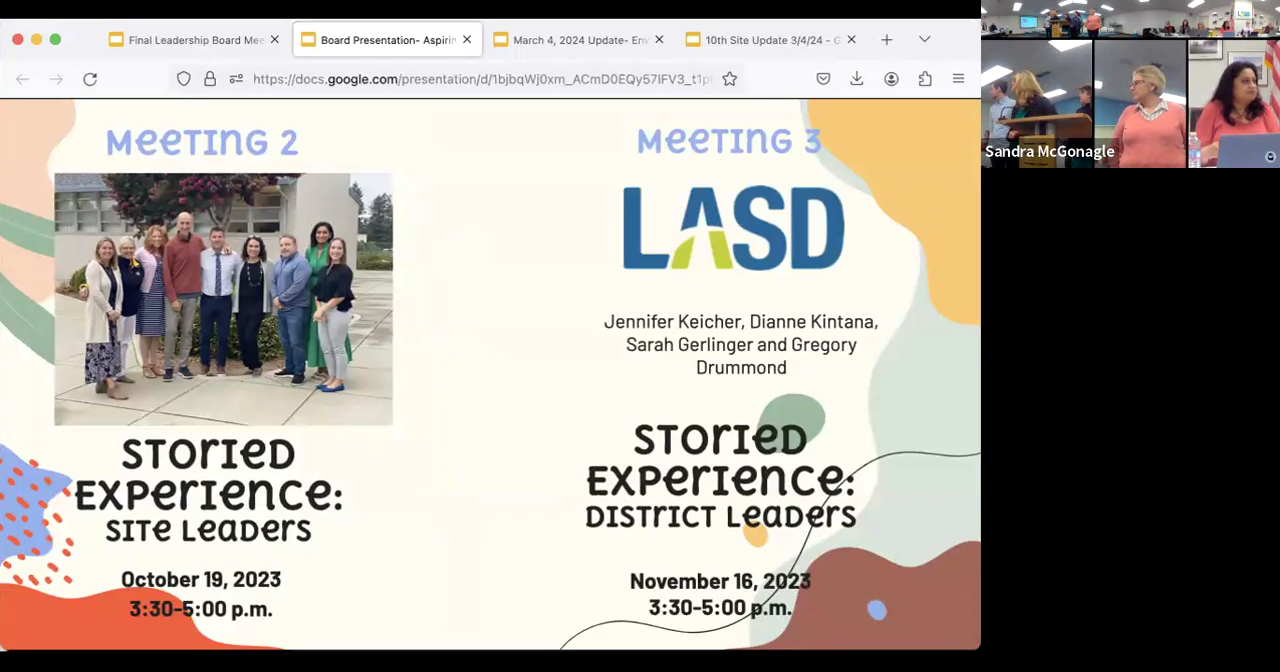 Final Leadership Board Mee
Board Presentation- Aspirin
March 4, 2024 Update- En
10th Site Update 3/4/24 - G
https://docs.google.com/presentation/d/1bjbqWj0xm_ACmD0EQy57IFV3_t1p
LASD
Sandra McGonagle
MEETING 2
STORIED
EXPERIENCE:
SITE LEADERS
October 19, 2023
3:30-5:00 p.m.
MEETING 3
LASD
Jennifer Keicher, Dianne Kintana,
Sarah Gerlinger and Gregory
Drummond
STORIED
EXPERIENCE:
DISTRICT LEADERS
November 16, 2023
3:30-5:00 p.m.